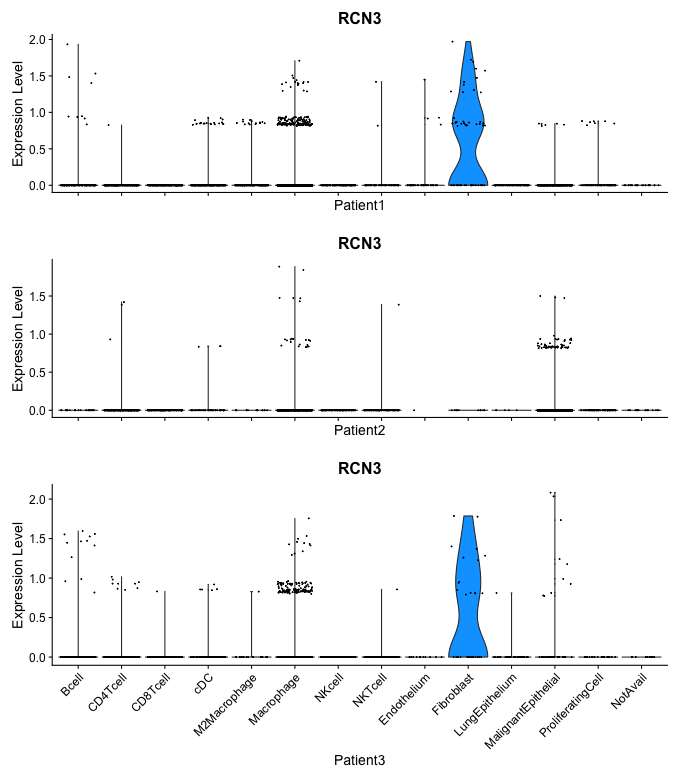 RCN3
Expression Level
2.0
1.5
1.0
0.5
0.0
Patient1
RCN3
Expression Level
1.5
1.0
0.5
0.0
Patient2
RCN3
Expression Level
2.0
1.5
1.0
0.5
0.0
Bcell
CD4Tcell
CD8Tcell
cDC
M2Macrophage
Macrophage
NKcell
NKTcell
Endothelium
Fibroblast
LungEpithelium
MalignantEpithelial
ProliferatingCell
NotAvail
Patient3